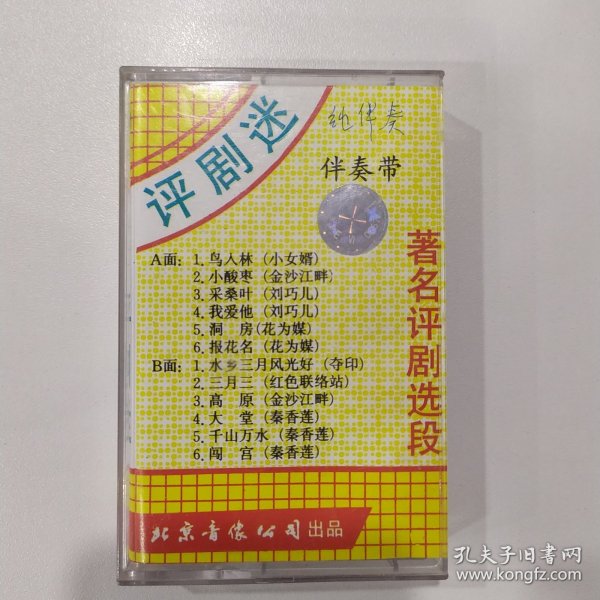 评剧迷
纯伴奏
伴奏带
著名评剧选段
A面：1.鸟入林（小女婿）
2.小酸枣（金沙江畔）
3.采桑叶（刘巧儿）
4.我爱他（刘巧儿）
5.洞 房（花为媒）
6.报花名（花为媒）
B面：1.水乡三月风光好（夺印）
2.三月三（红色联络站）
3.高 原（金沙江畔）
4.大 堂（秦香莲）
5.千山万水（秦香莲）
6.闯 宫（秦香莲）
北京音像公司出品
孔夫子旧书网
www.kongfz.com